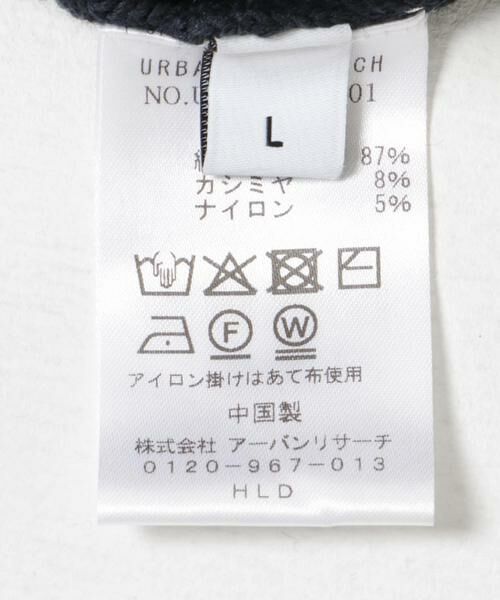 L
87%
カシミヤ 8%
ナイロン 5%
F W
アイロン掛けはあて布使用
中国製
株式会社 アーバンリサーチ
0120-967-013
HLD